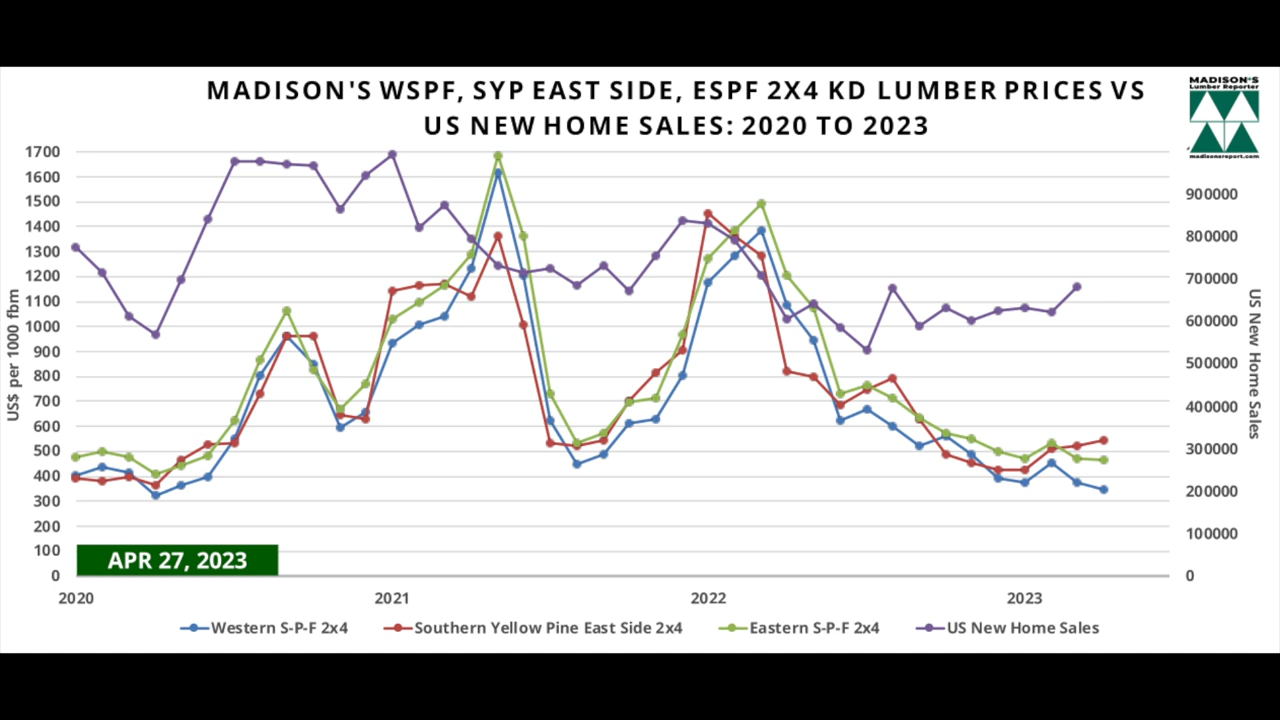 MADISON'S WSPF, SYP EAST SIDE, ESPF 2X4 KD LUMBER PRICES VS
US NEW HOME SALES: 2020 TO 2023
MADISON'S
Lumber Reporter
madisonsreport.com
1700
1600
1500
1400
1300
1200
1100
1000
900
800
700
600
500
400
300
200
100
0
US$ per 1000 fbm
900000
800000
700000
600000
500000
400000
300000
200000
100000
0
US New Home Sales
APR 27, 2023
2020 2021 2022 2023
Western S-P-F 2x4 Southern Yellow Pine East Side 2x4 Eastern S-P-F 2x4 US New Home Sales